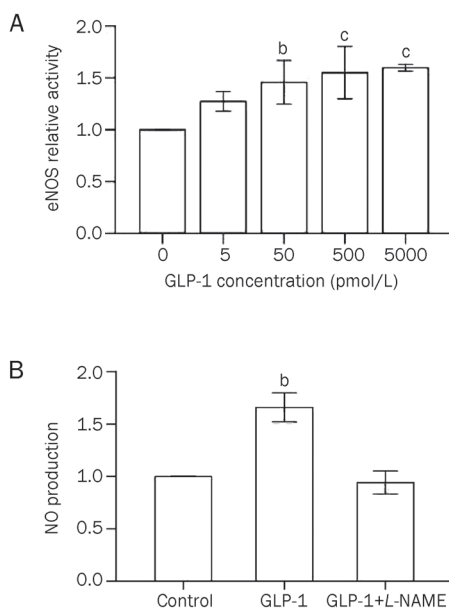 A
eNOS relative activity
2.0
1.5
1.0
0.5
0.0
b
c
c
0 5 50 500 5000
GLP-1 concentration (pmol/L)
B
NO production
2.0
1.5
1.0
0.5
0.0
b
Control GLP-1 GLP-1+L-NAME